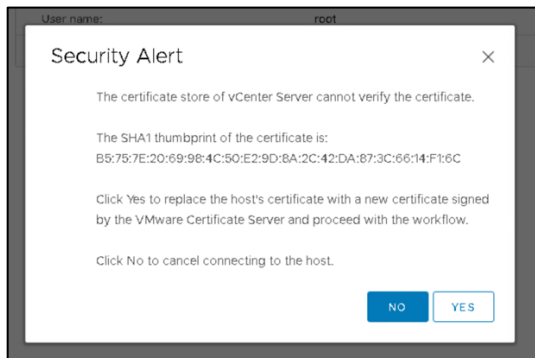 User name: root
Security Alert
The certificate store of vCenter Server cannot verify the certificate.
The SHA1 thumbprint of the certificate is:
B5:75:7E:20:69:98:4C:50:E2:9D:8A:2C:42:DA:87:3C:66:14:F1:6C
Click Yes to replace the host's certificate with a new certificate signed
by the VMware Certificate Server and proceed with the workflow.
Click No to cancel connecting to the host.
NO YES